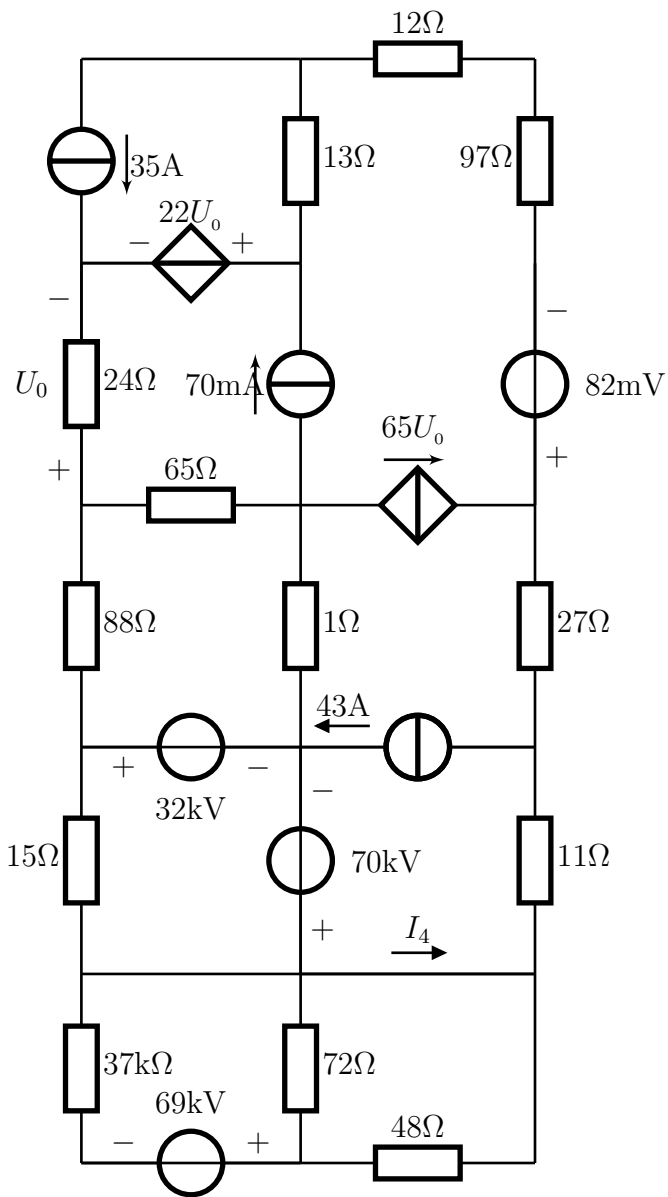 12Ω
35A
13Ω
97Ω
22U₀
− +
−
−
U₀ 24Ω
70mA
82mV
65U₀
+
+
65Ω
88Ω
1Ω
27Ω
43A
+ −
−
32kV
15Ω
70kV
11Ω
+
I₄
37kΩ
72Ω
69kV
− +
48Ω